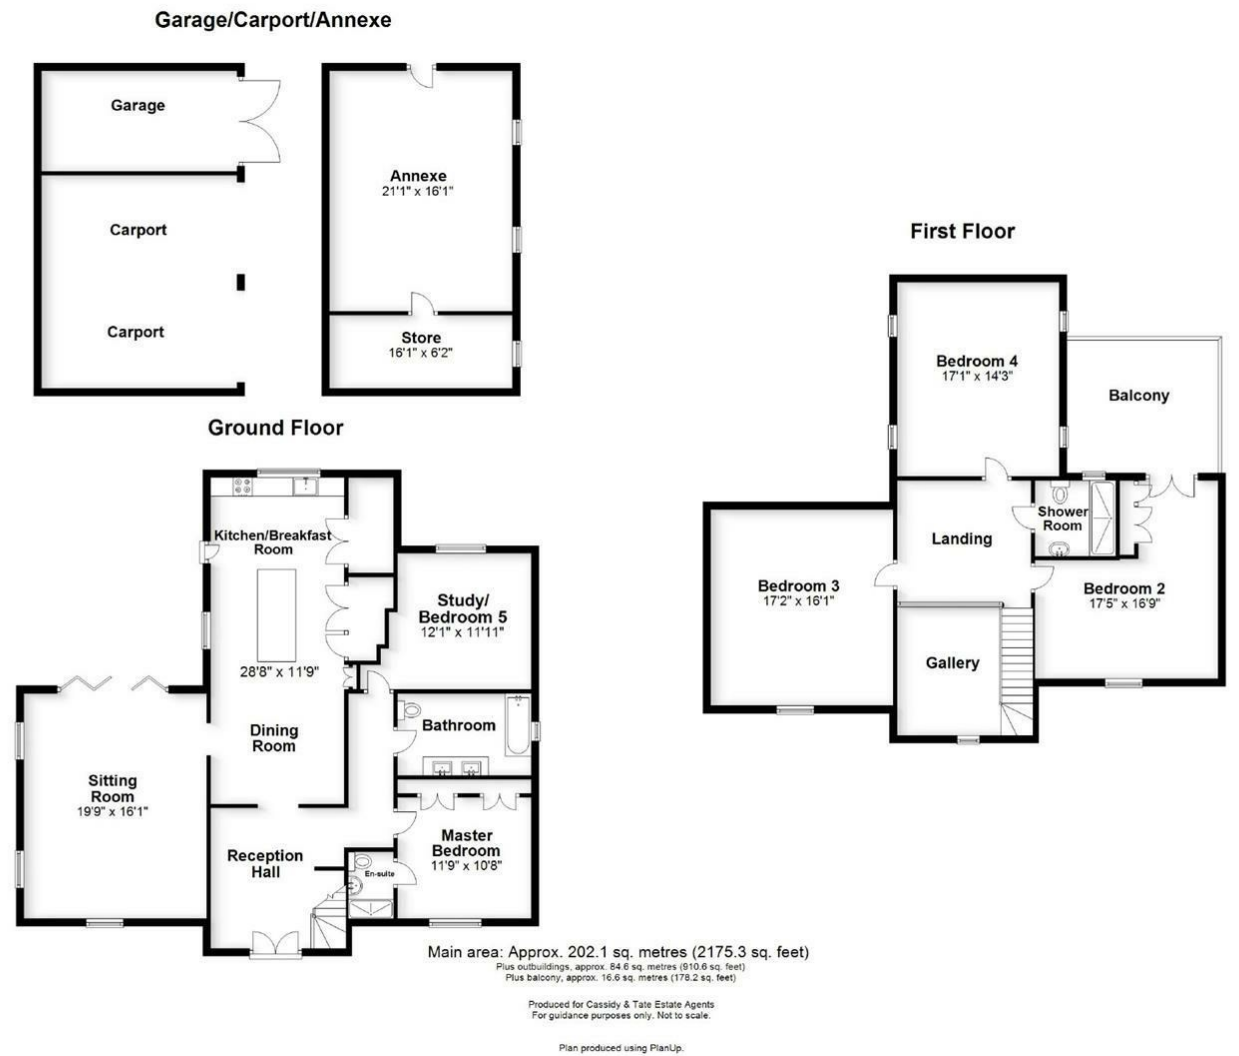 Garage/Carport/Annexe
Garage
Carport
Carport
Annexe
21'1" x 16'1"
Store
16'1" x 6'2"
First Floor
Bedroom 4
17'1" x 14'3"
Balcony
Shower
Room
Landing
Bedroom 3
17'2" x 16'1"
Bedroom 2
17'5" x 16'9"
Gallery
Ground Floor
Kitchen/Breakfast
Room
28'8" x 11'9"
Study/
Bedroom 5
12'1" x 11'11"
Dining
Room
Bathroom
Sitting
Room
19'9" x 16'1"
Reception
Hall
Master
Bedroom
11'9" x 10'8"
En-suite
Main area: Approx. 202.1 sq. metres (2175.3 sq. feet)
Plus outbuildings, approx. 84.6 sq. metres (910.6 sq. feet)
Plus balcony, approx. 16.6 sq. metres (178.2 sq. feet)
Produced for Cassidy & Tate Estate Agents
For guidance purposes only. Not to scale.
Plan produced using PlanUp.